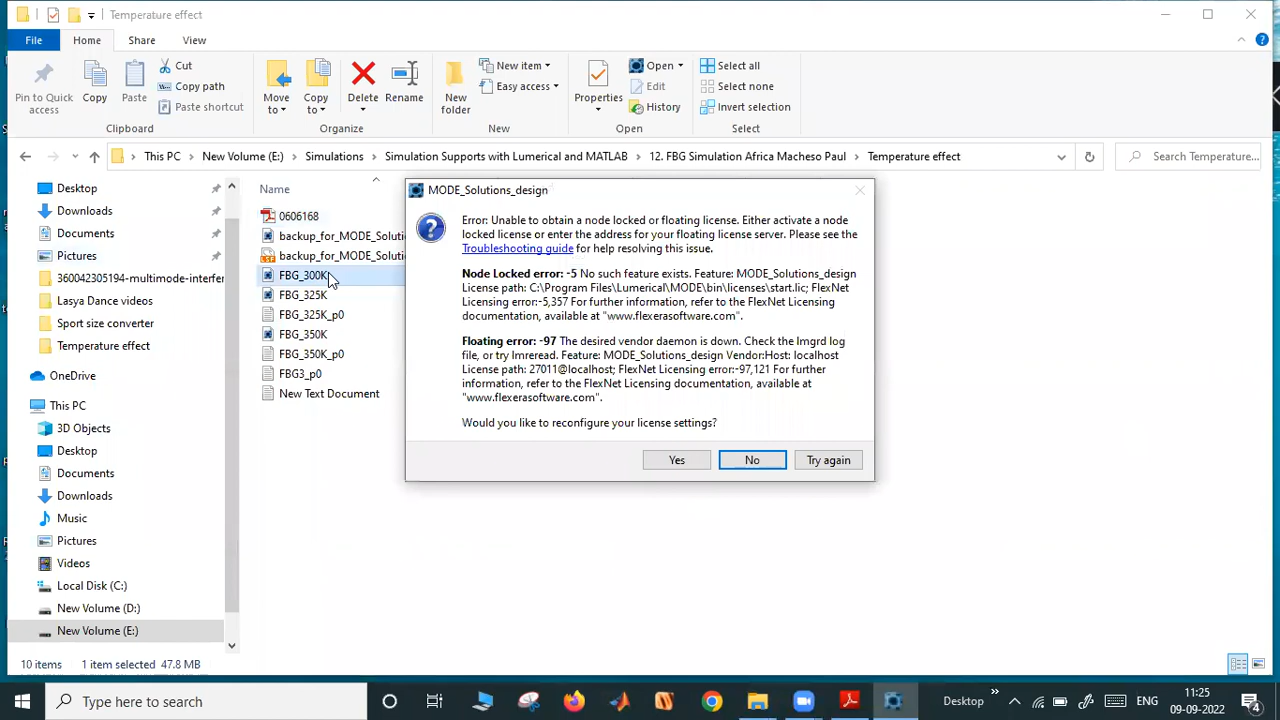 Temperature effect
File
Home
Share
View
Pin to Quick access
Copy
Paste
Cut
Copy path
Paste shortcut
Clipboard
Move to
Copy to
Delete
Rename
Organize
New folder
New item
Easy access
New
Properties
Open
Edit
History
Open
Select all
Select none
Invert selection
Select
This PC
New Volume (E:)
Simulations
Simulation Supports with Lumerical and MATLAB
12. FBG Simulation Africa Macheso Paul
Temperature effect
Search Temperature...
Desktop
Downloads
Documents
Pictures
360042305194-multimode-interfer
Lasya Dance videos
Sport size converter
Temperature effect
OneDrive
This PC
3D Objects
Desktop
Documents
Downloads
Music
Pictures
Videos
Local Disk (C:)
New Volume (D:)
New Volume (E:)
Name
0606168
backup_for_MODE_Soluti
backup_for_MODE_Soluti
FBG_300K
FBG_325K
FBG_325K_p0
FBG_350K
FBG_350K_p0
FBG3_p0
New Text Document
MODE_Solutions_design
Error: Unable to obtain a node locked or floating license. Either activate a node
locked license or enter the address for your floating license server. Please see the
Troubleshooting guide for help resolving this issue.
Node Locked error: -5 No such feature exists. Feature: MODE_Solutions_design
License path: C:\Program Files\Lumerical\MODE\bin\licenses\start.lic; FlexNet
Licensing error:-5,357 For further information, refer to the FlexNet Licensing
documentation, available at "www.flexerasoftware.com".
Floating error: -97 The desired vendor daemon is down. Check the lmgrd log
file, or try lmreread. Feature: MODE_Solutions_design Vendor:Host: localhost
License path: 27011@localhost; FlexNet Licensing error:-97,121 For further
information, refer to the FlexNet Licensing documentation, available at
"www.flexerasoftware.com".
Would you like to reconfigure your license settings?
Yes
No
Try again
10 items
1 item selected 47.8 MB
Type here to search
Desktop
ENG
11:25
09-09-2022
4